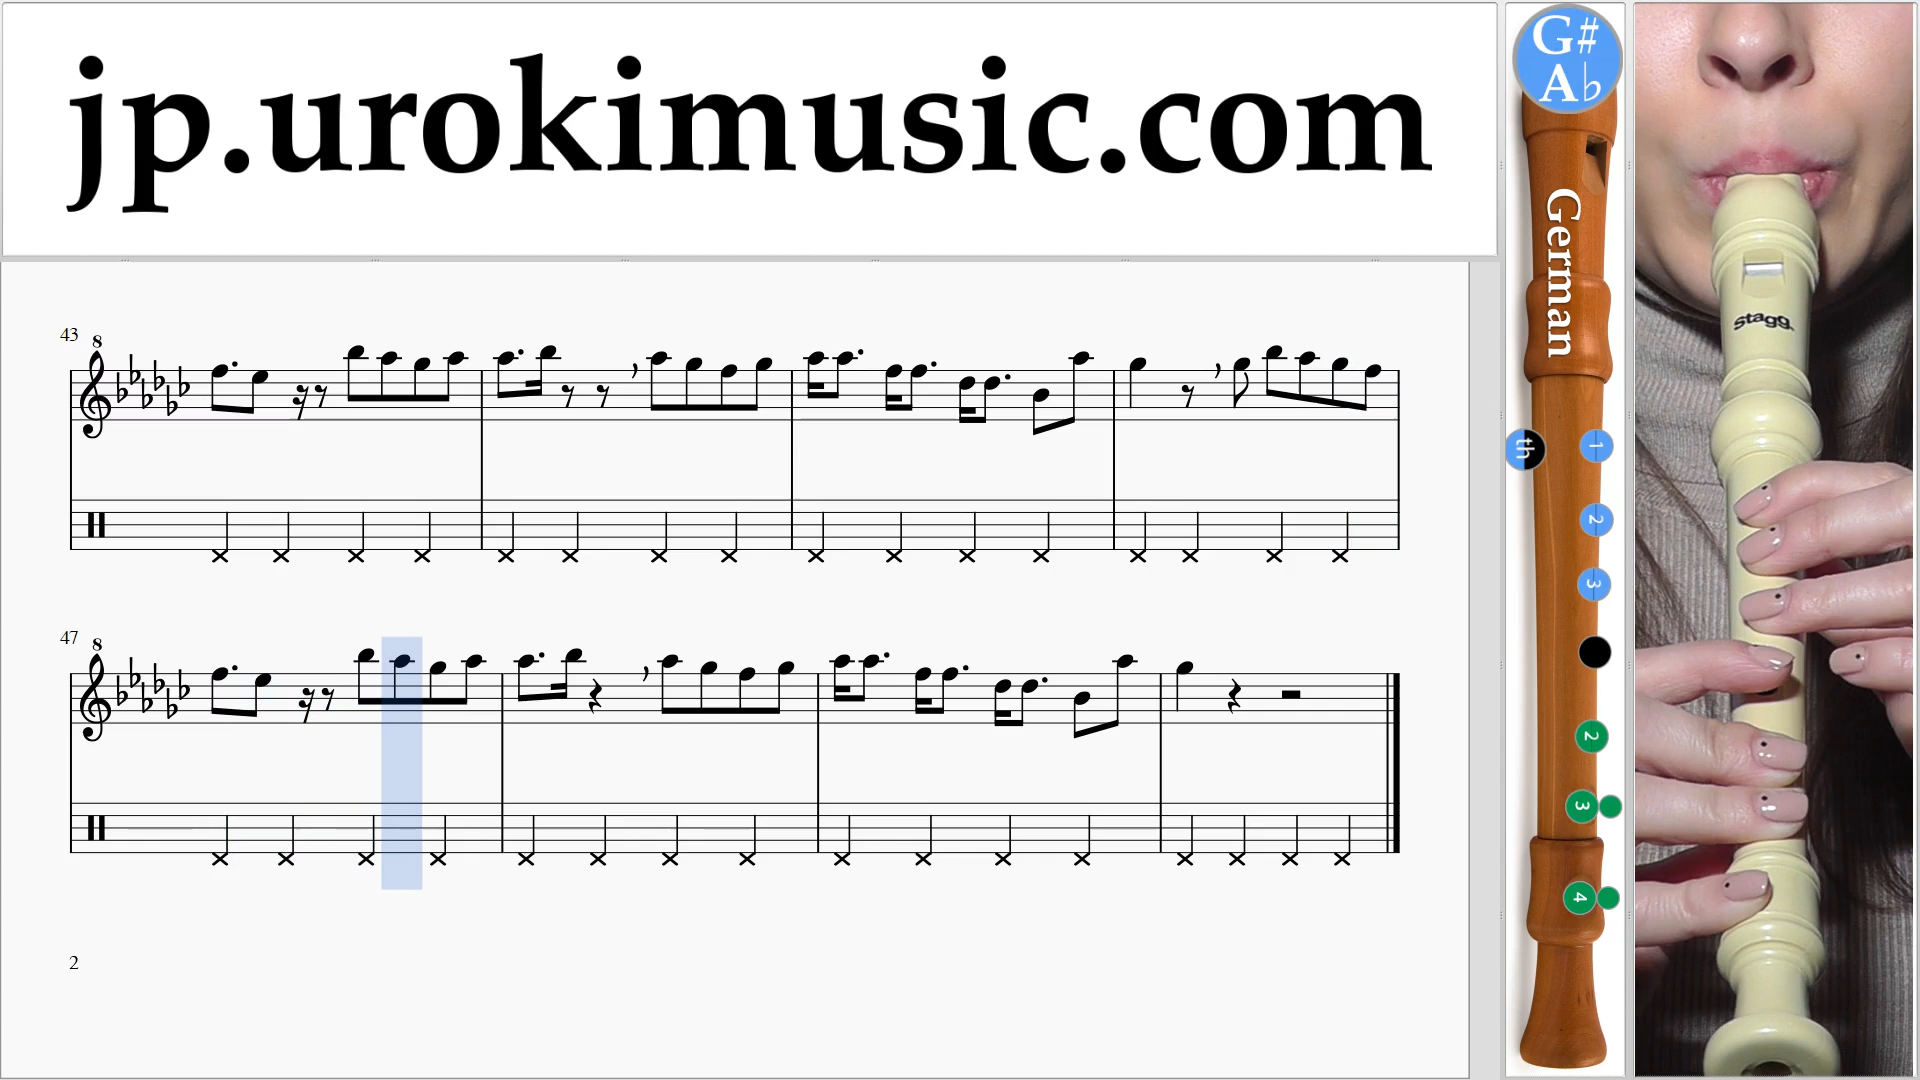 jp.urokimusic.com
43
8
47
8
2
G#
A♭
German
th
1
2
3
2
3
4
Stagg